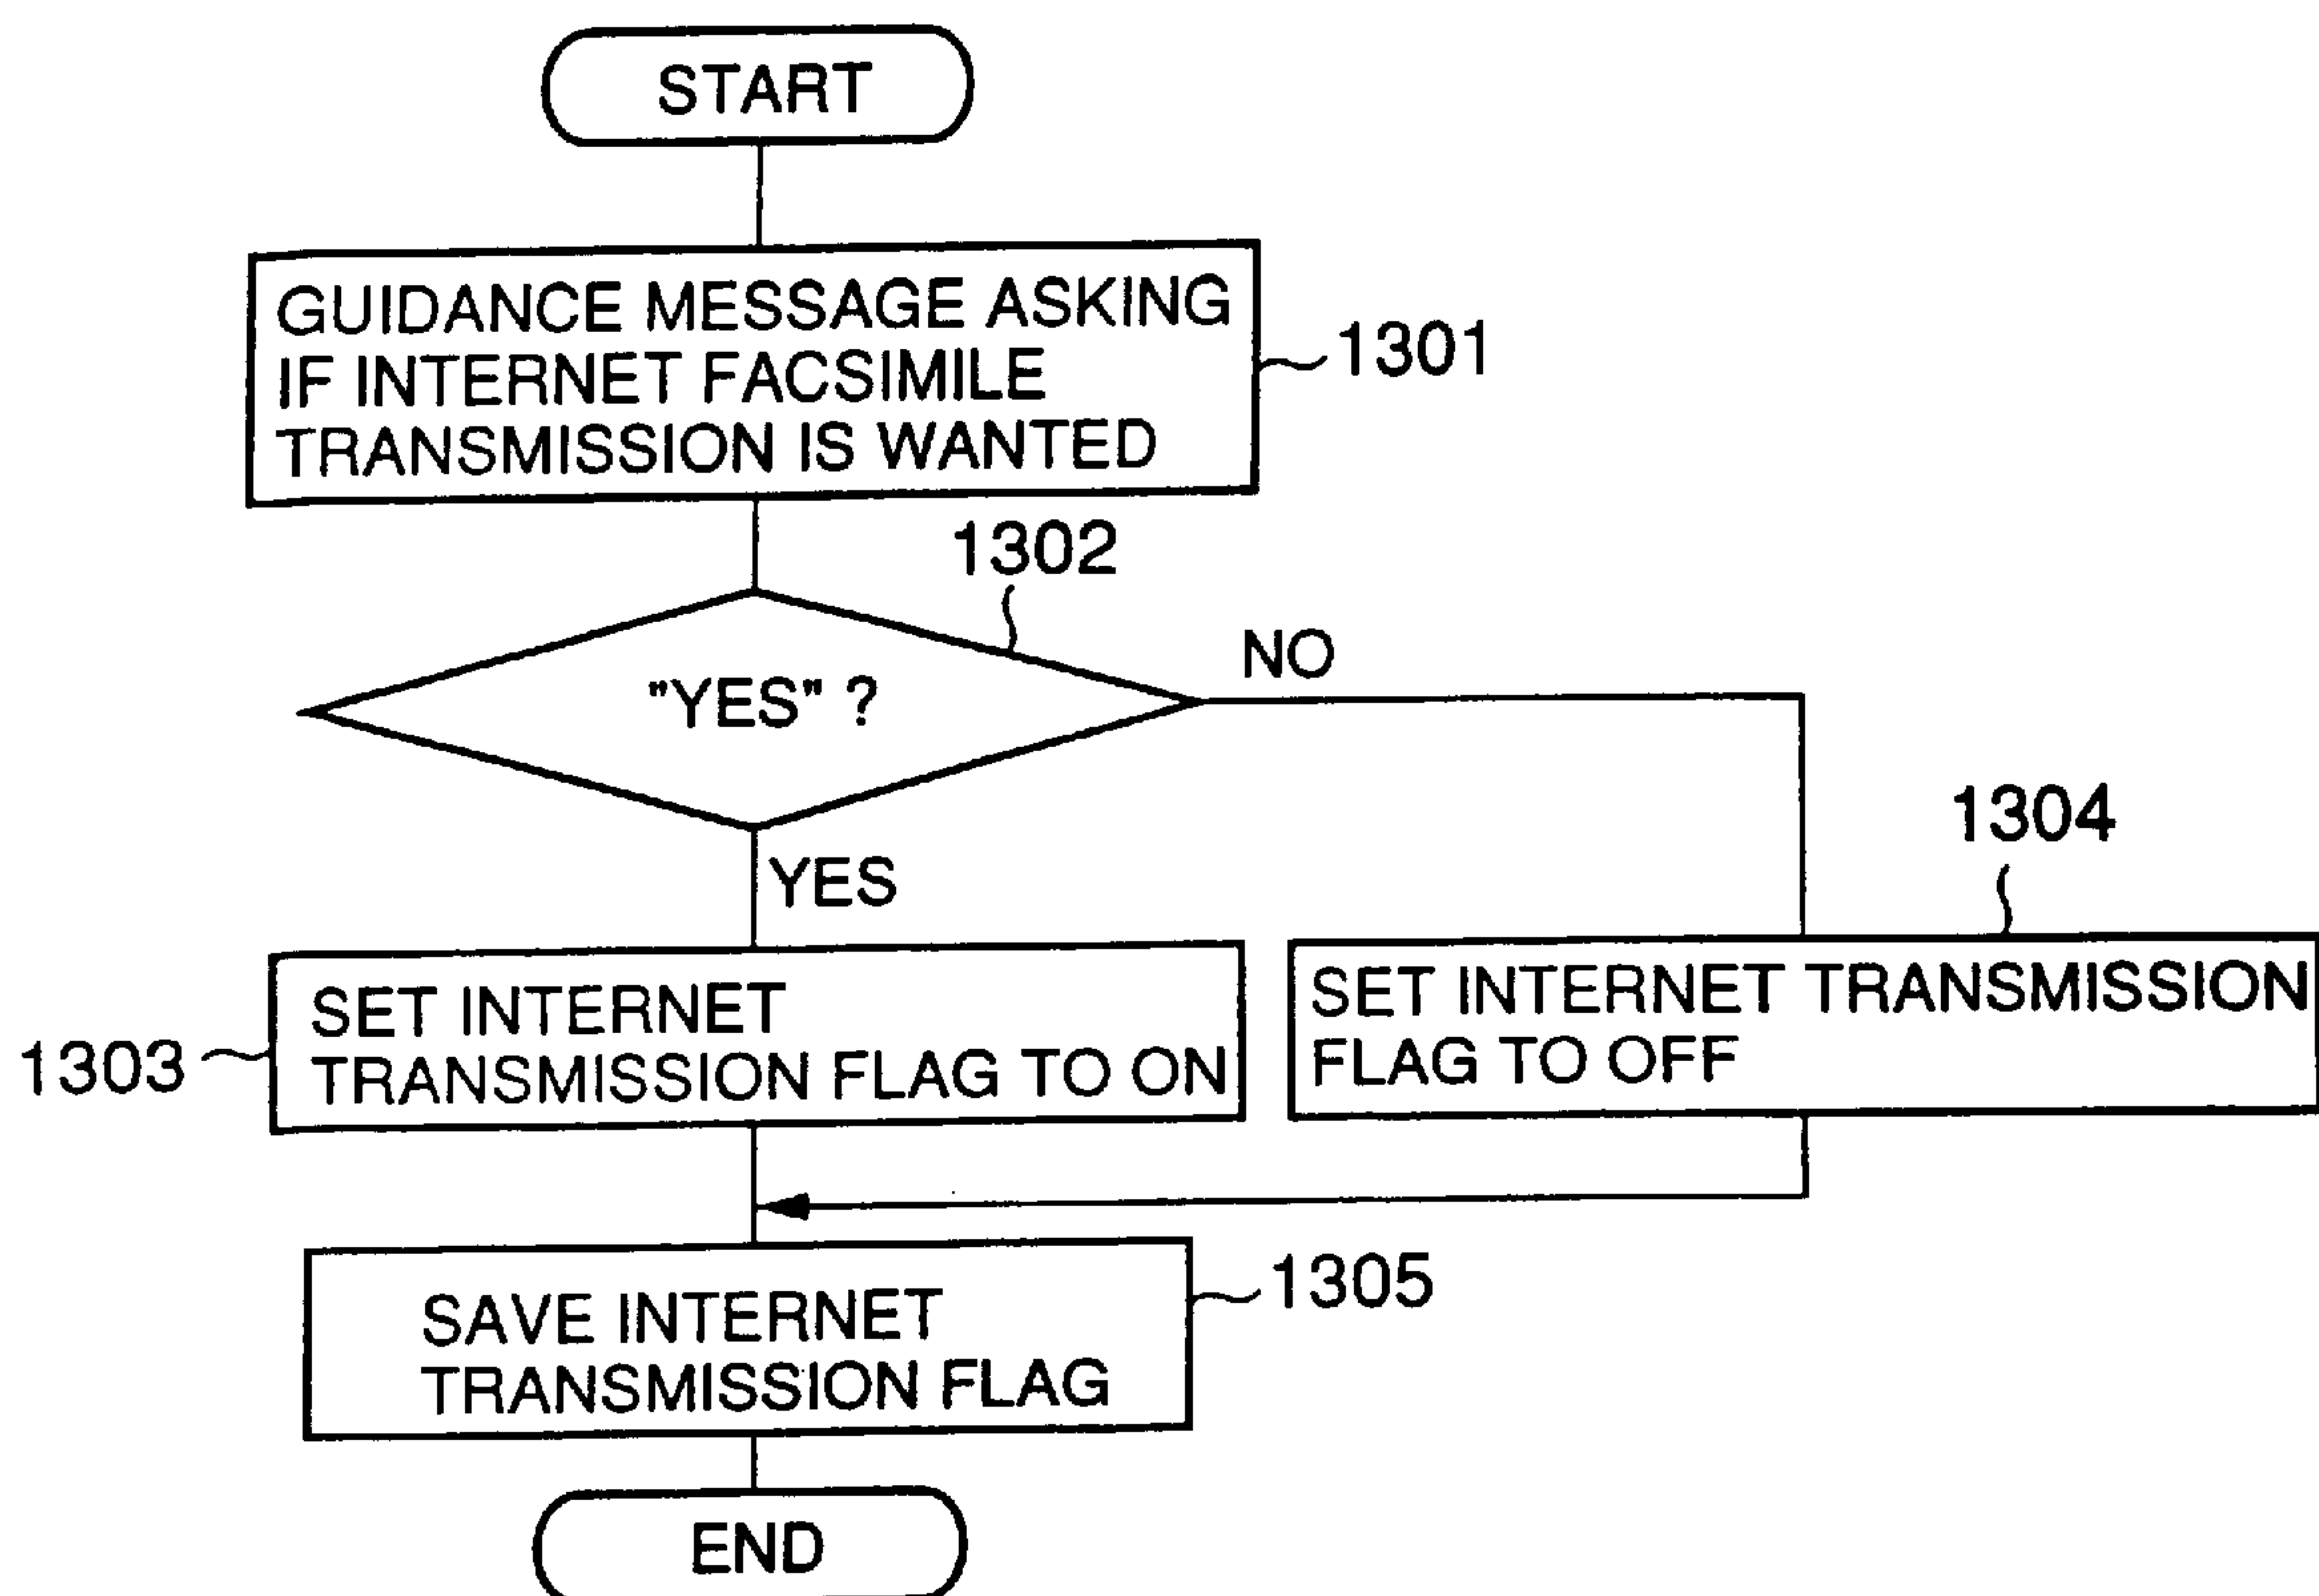 START
GUIDANCE MESSAGE ASKING
IF INTERNET FACSIMILE
TRANSMISSION IS WANTED
1301
1302
"YES" ?
NO
YES
1304
SET INTERNET
TRANSMISSION FLAG TO ON
1303
SET INTERNET TRANSMISSION
FLAG TO OFF
SAVE INTERNET
TRANSMISSION FLAG
1305
END